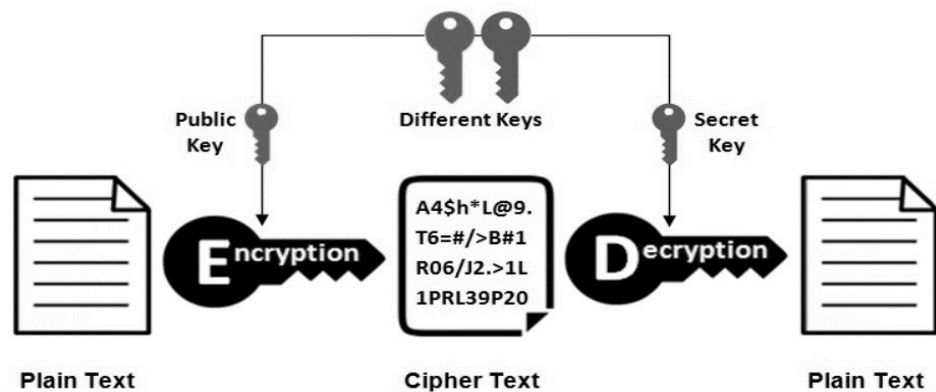 Public
Key
Different Keys
Secret
Key
Encryption
A4$h*L@9.
T6=#/>B#1
R06/J2.>1L
1PRL39P20
Decryption
Plain Text
Cipher Text
Plain Text